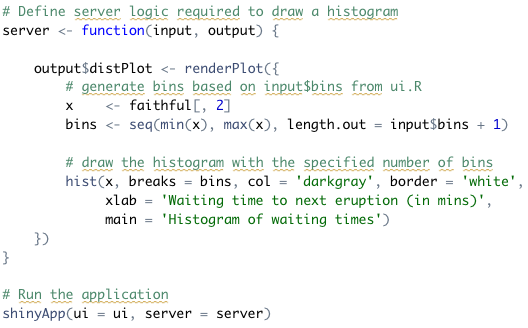 # Define server logic required to draw a histogram
server <- function(input, output) {
    output$distPlot <- renderPlot({
        # generate bins based on input$bins from ui.R
        x    <- faithful[, 2]
        bins <- seq(min(x), max(x), length.out = input$bins + 1)
        # draw the histogram with the specified number of bins
        hist(x, breaks = bins, col = 'darkgray', border = 'white',
             xlab = 'Waiting time to next eruption (in mins)',
             main = 'Histogram of waiting times')
    })
}
# Run the application
shinyApp(ui = ui, server = server)